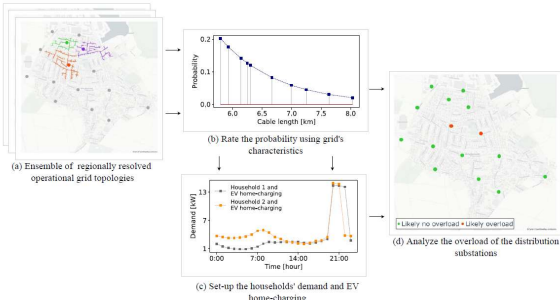 (a) Ensemble of regionally resolved
operational grid topologies
Probability
0.2
0.1
0.0
6.0
6.5
7.0
7.5
8.0
Cable length [km]
(b) Rate the probability using grid's
characteristics
Demand [kW]
13
7
1
Household 1 and
EV home-charging
Household 2 and
EV home-charging
0:00
7:00
14:00
21:00
Time [hour]
(c) Set-up the households' demand and EV
home-charging
Likely no overload
Likely overload
(d) Analyze the overload of the distribution
substations